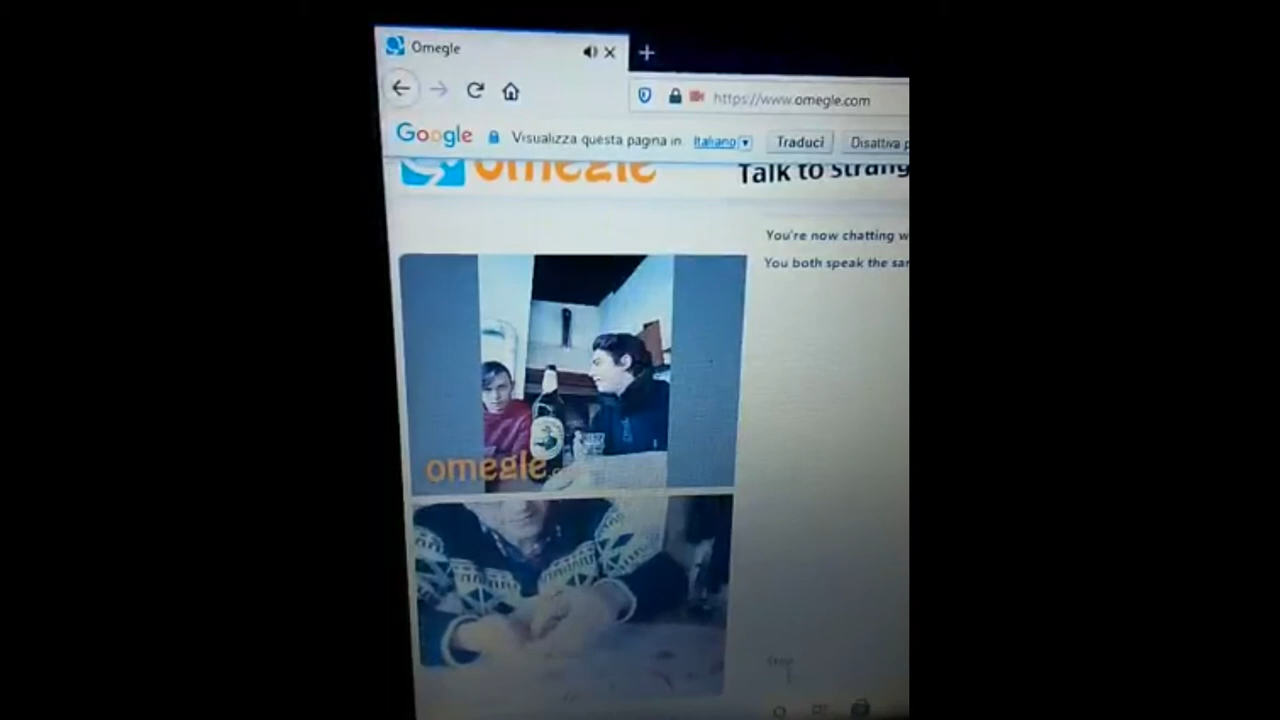 Omegle
https://www.omegle.com
Google Visualizza questa pagina in: Italiano Traduci Disattiva
omegle Talk to
You're now chatting
You both speak the
omegle